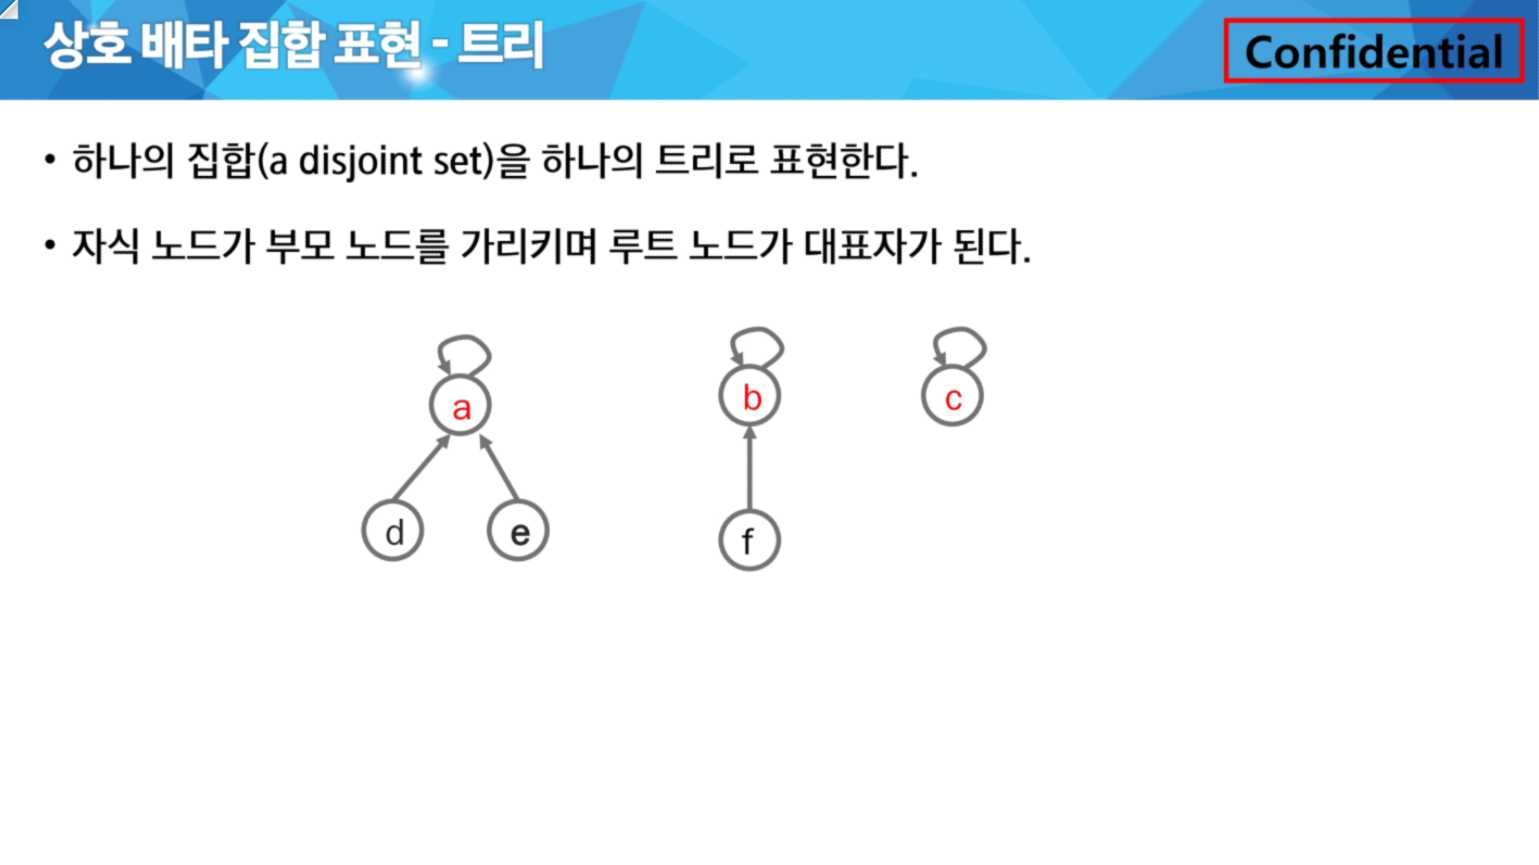 상호 배타 집합 표현 - 트리
Confidential
• 하나의 집합(a disjoint set)을 하나의 트리로 표현한다.
• 자식 노드가 부모 노드를 가리키며 루트 노드가 대표자가 된다.
a b c
d e f